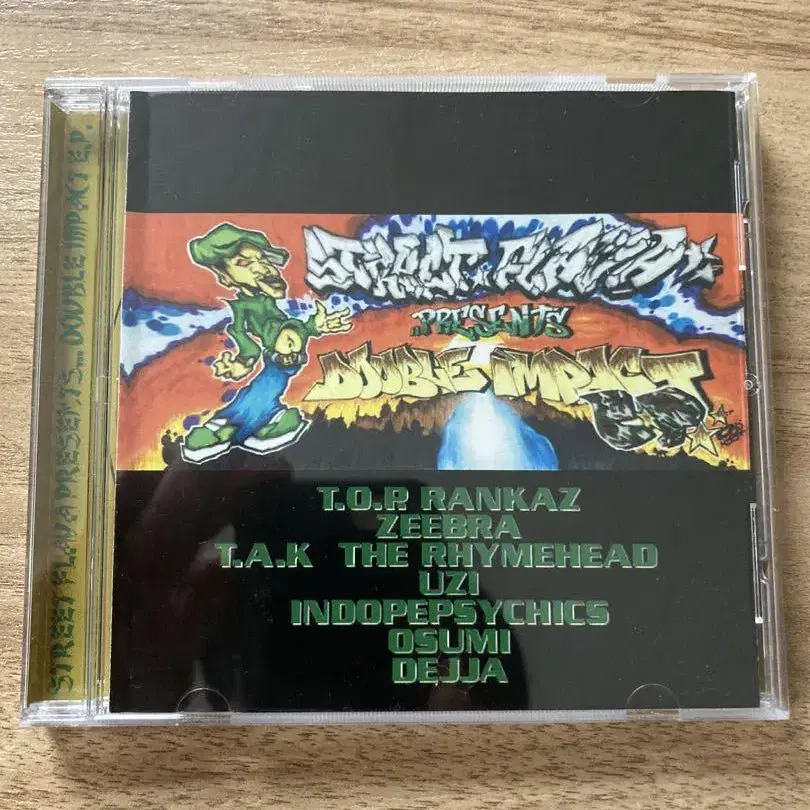 STREET FLAVA PRESENTS.... DOUBLE IMPACT E.P.
STREET FLAVA
..PRESENTS
DOUBLE IMPACT
E.P.
T.O.P. RANKAZ
ZEEBRA
T.A.K THE RHYMEHEAD
UZI
INDOPEPSYCHICS
OSUMI
DEJJA